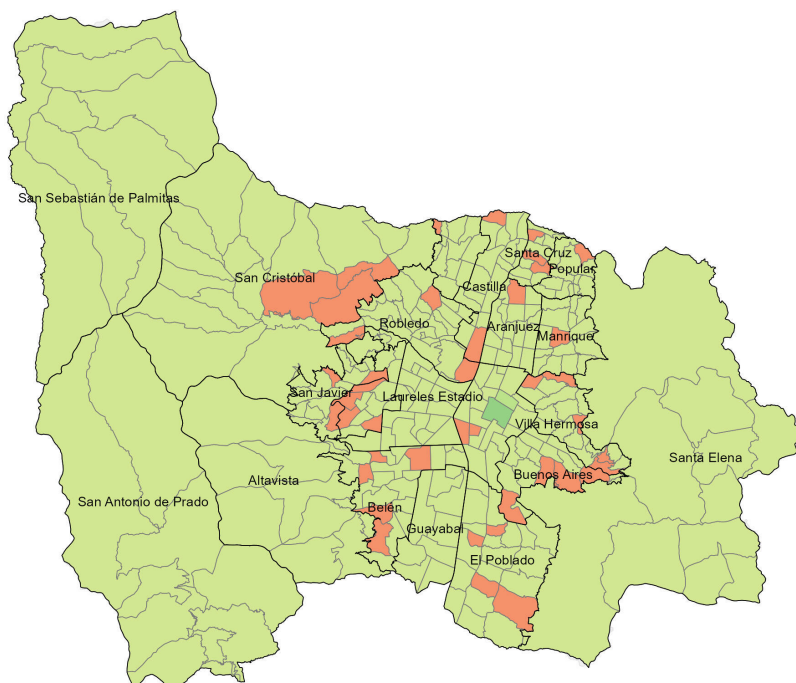 San Sebastián de Palmitas
San Cristóbal
Santa Cruz
Popular
Castilla
Robledo
Aranjuez
Manrique
San Javier
Laureles Estadio
Villa Hermosa
Santa Elena
Buenos Aires
Altavista
San Antonio de Prado
Belén
Guayabal
El Poblado